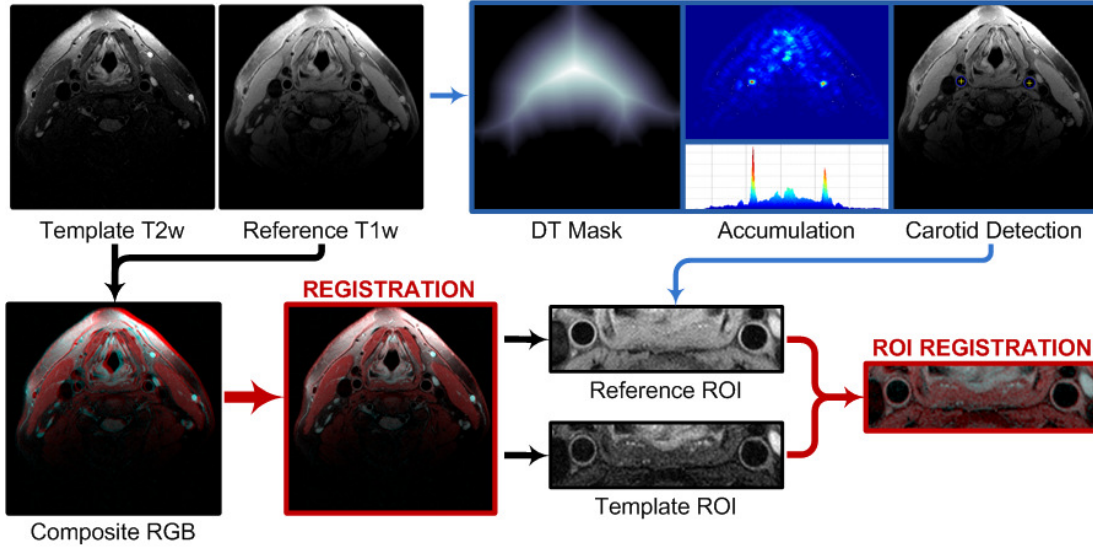 Template T2w
Reference T1w
DT Mask
Accumulation
Carotid Detection
REGISTRATION
ROI REGISTRATION
Reference ROI
Template ROI
Composite RGB